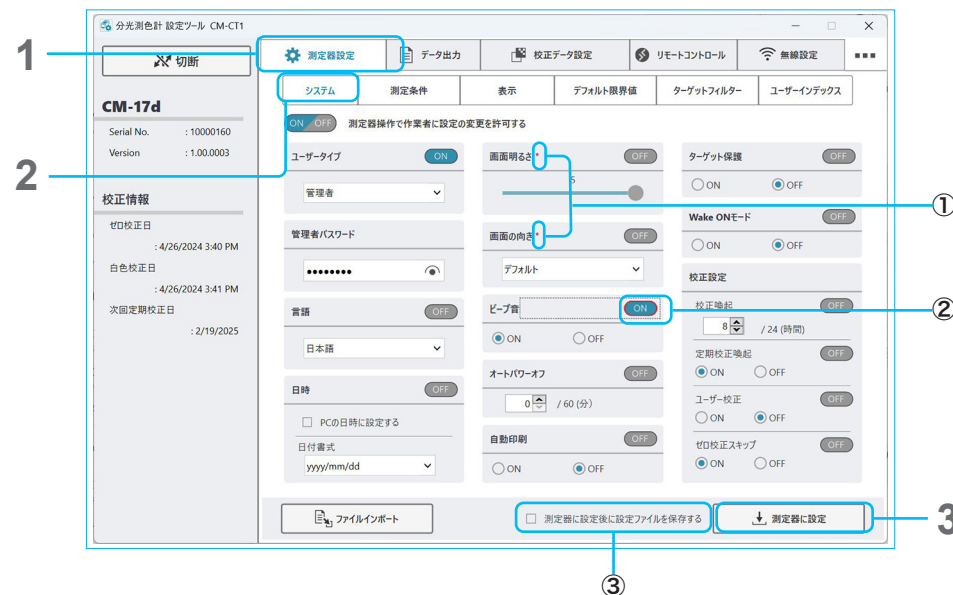 分光測色計 設定ツール CM-CT1
1
切断
測定器設定
データ出力
校正データ設定
リモートコントロール
無線設定
システム
測定条件
表示
デフォルト限界値
ターゲットフィルター
ユーザーインデックス
CM-17d
Serial No. : 10000160
Version : 1.00.0003
2
校正情報
ゼロ校正日
: 4/26/2024 3:40 PM
白色校正日
: 4/26/2024 3:41 PM
次回定期校正日
: 2/19/2025
ON OFF 測定器操作で作業者に設定の変更を許可する
ユーザータイプ ON
管理者
管理者パスワード
●●●●●●●●
言語 OFF
日本語
日時 OFF
PCの日時に設定する
日付書式
yyyy/mm/dd
画面明るさ* OFF
5
画面の向き* OFF
デフォルト
ビープ音 ON
ON OFF
オートパワーオフ OFF
0 / 60 (分)
自動印刷 OFF
ON OFF
ターゲット保護 OFF
ON OFF
Wake ONモード OFF
ON OFF
校正設定
校正喚起 OFF
8 / 24 (時間)
定期校正喚起 OFF
ON OFF
ユーザー校正 OFF
ON OFF
ゼロ校正スキップ OFF
ON OFF
①
②
ファイルインポート
測定器に設定後に設定ファイルを保存する
測定器に設定
3
③